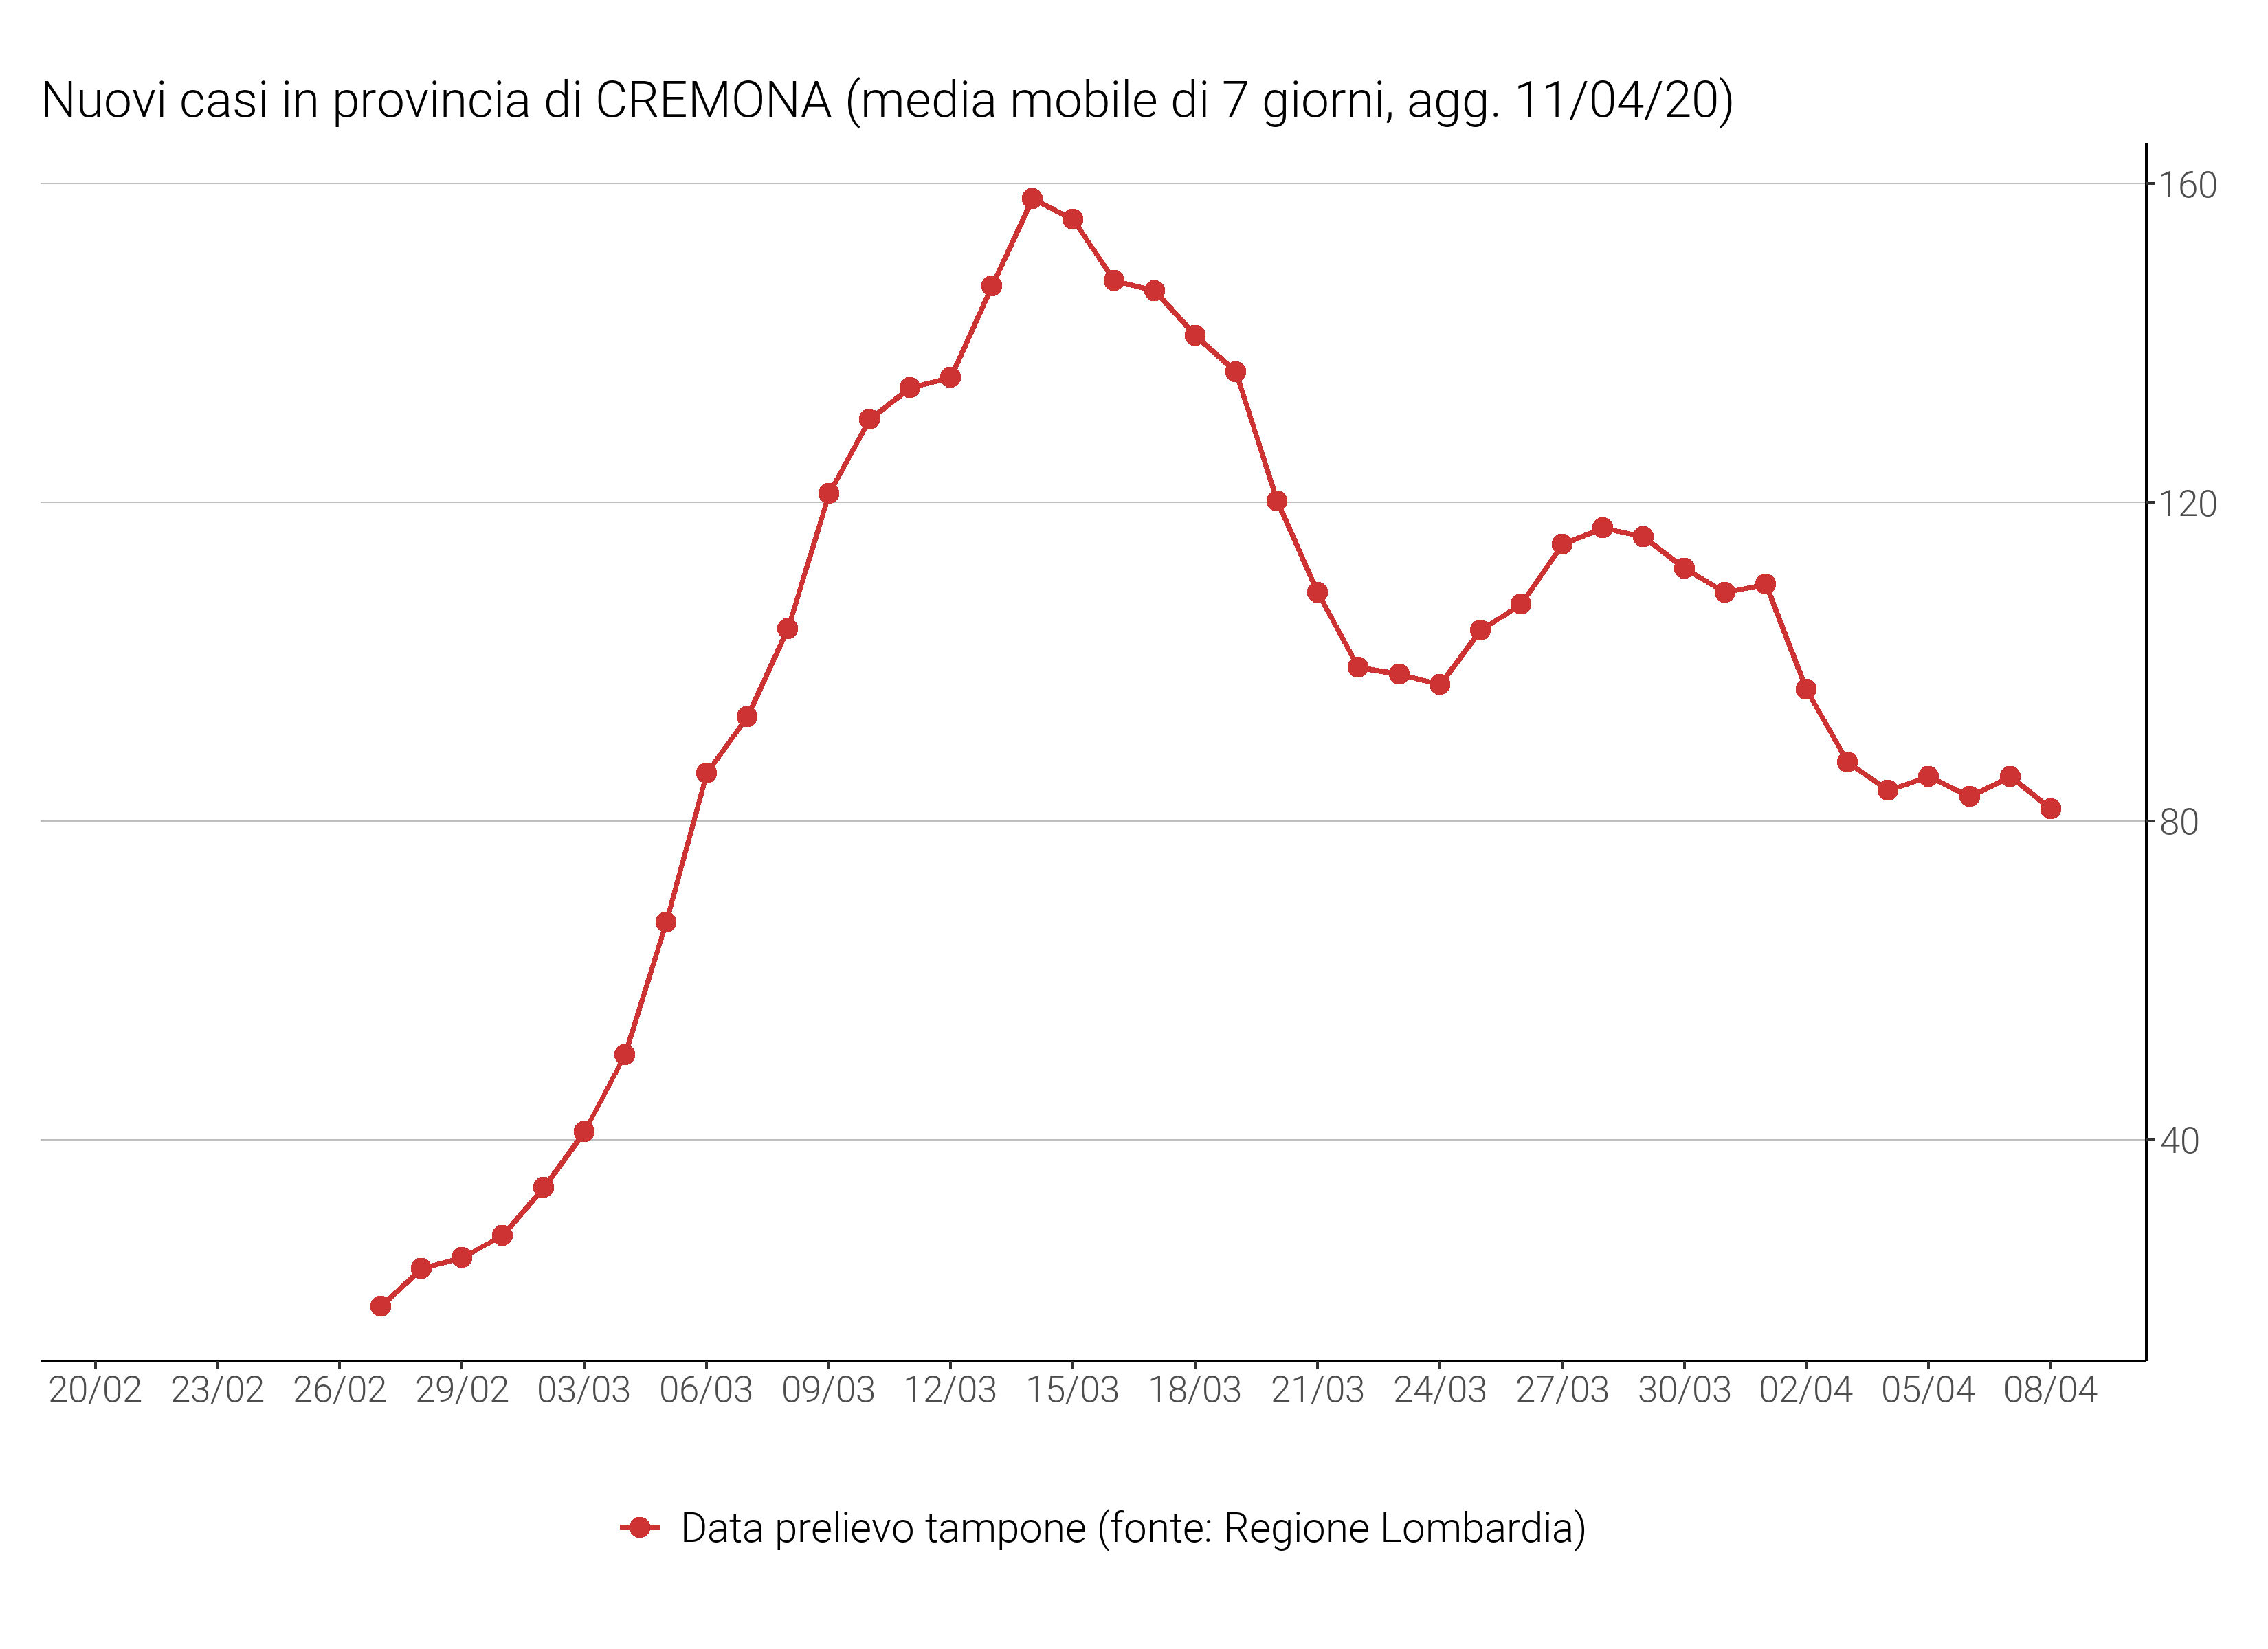 Nuovi casi in provincia di CREMONA (media mobile di 7 giorni, agg. 11/04/20)
160
120
80
40
20/02 23/02 26/02 29/02 03/03 06/03 09/03 12/03 15/03 18/03 21/03 24/03 27/03 30/03 02/04 05/04 08/04
Data prelievo tampone (fonte: Regione Lombardia)